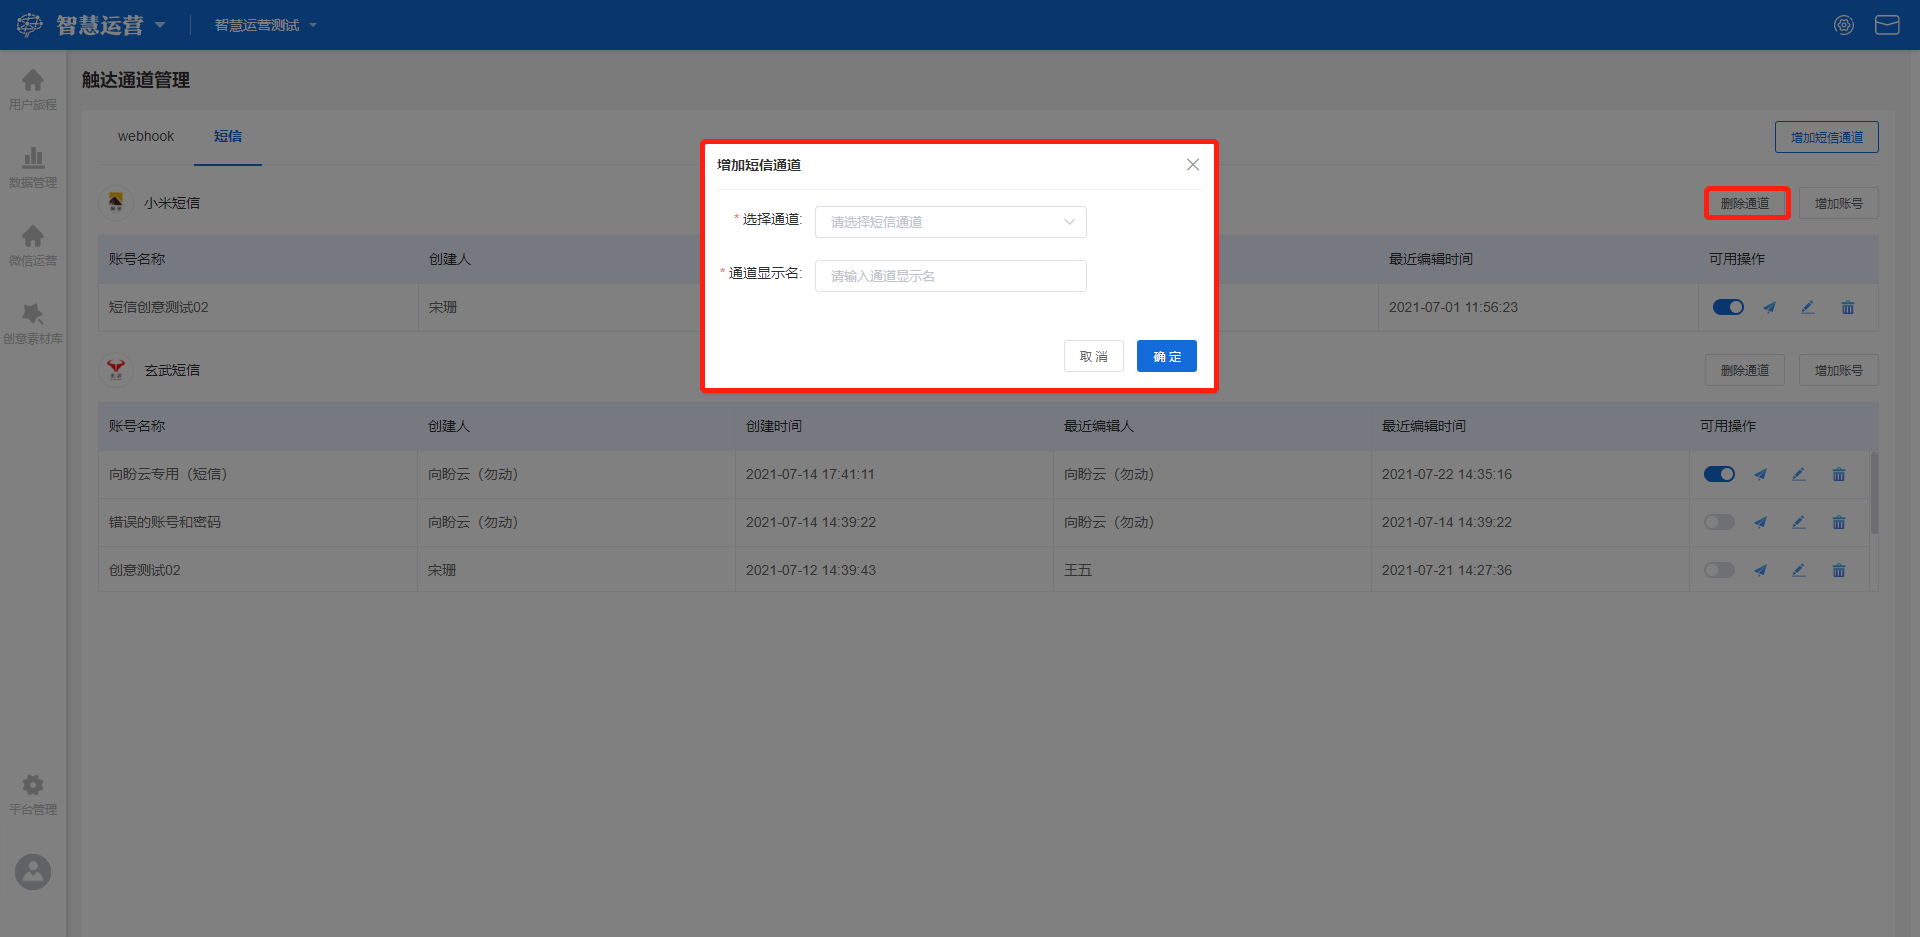 智慧运营
智慧运营测试
用户旅程
数据管理
微信运营
创意素材库
平台管理
触达通道管理
webhook 短信
增加短信通道
小米短信
删除通道 增加账号
账号名称 创建人 最近编辑时间 可用操作
短信创意测试02 宋珊 2021-07-01 11:56:23
增加短信通道
* 选择通道: 请选择短信通道
* 通道显示名: 请输入通道显示名
取消 确定
玄武短信
删除通道 增加账号
账号名称 创建人 创建时间 最近编辑人 最近编辑时间 可用操作
向盼云专用（短信） 向盼云（勿动） 2021-07-14 17:41:11 向盼云（勿动） 2021-07-22 14:35:16
错误的账号和密码 向盼云（勿动） 2021-07-14 14:39:22 向盼云（勿动） 2021-07-14 14:39:22
创意测试02 宋珊 2021-07-12 14:39:43 王五 2021-07-21 14:27:36